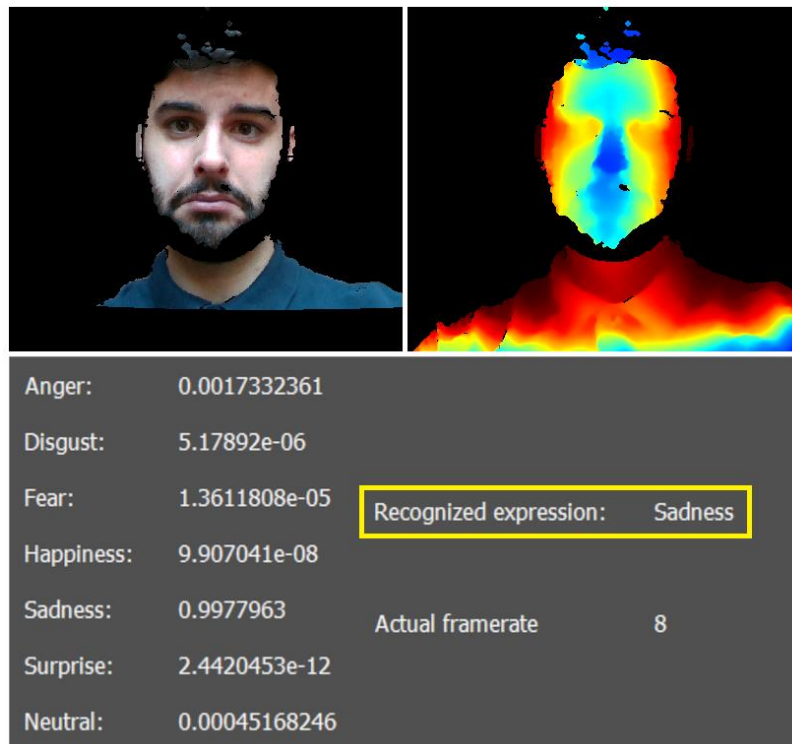 Anger: 0.0017332361
Disgust: 5.17892e-06
Fear: 1.3611808e-05
Recognized expression: Sadness
Happiness: 9.907041e-08
Sadness: 0.9977963
Actual framerate 8
Surprise: 2.4420453e-12
Neutral: 0.00045168246